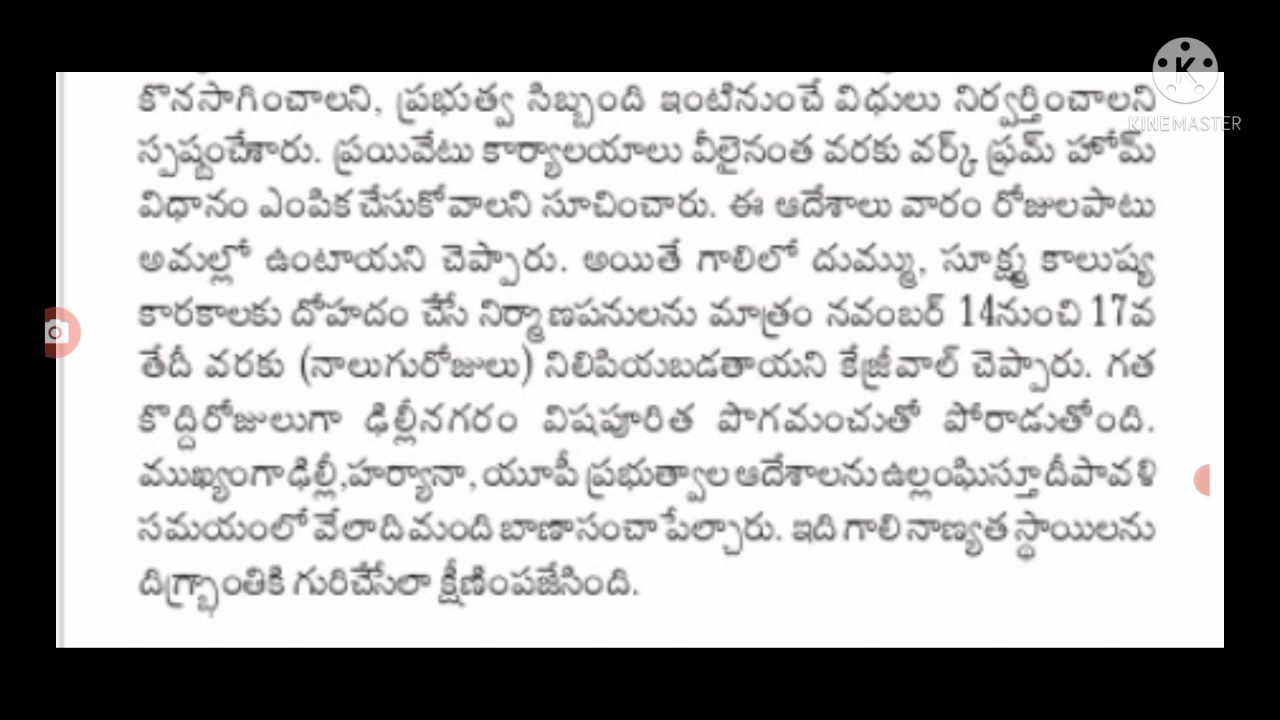 కొనసాగించాలని, ప్రభుత్వ సిబ్బంది ఇంటినుంచే విధులు నిర్వర్తించాలని
KINEMASTER
స్పష్టంచేశారు. ప్రయివేటు కార్యాలయాలు వీలైనంత వరకు వర్క్ ఫ్రమ్ హోమ్
విధానం ఎంపిక చేసుకోవాలని సూచించారు. ఈ ఆదేశాలు వారం రోజులపాటు
అమల్లో ఉంటాయని చెప్పారు. అయితే గాలిలో దుమ్ము, సూక్ష్మ కాలుష్య
కారకాలకు దోహదం చేసే నిర్మాణపనులను మాత్రం నవంబర్ 14నుంచి 17వ
తేదీ వరకు (నాలుగురోజులు) నిలిపియబడతాయని కేజ్రీవాల్ చెప్పారు. గత
కొద్దిరోజులుగా ఢిల్లీనగరం విషపూరిత పొగమంచుతో పోరాడుతోంది.
ముఖ్యంగా ఢిల్లీ,హర్యానా, యూపీ ప్రభుత్వాల ఆదేశాలను ఉల్లంఘిస్తూ దీపావళి
సమయంలో వేలాది మంది బాణాసంచా పేల్చారు. ఇది గాలి నాణ్యత స్థాయిలను
దిగ్భ్రాంతికి గురిచేసేలా క్షీణింపజేసింది.